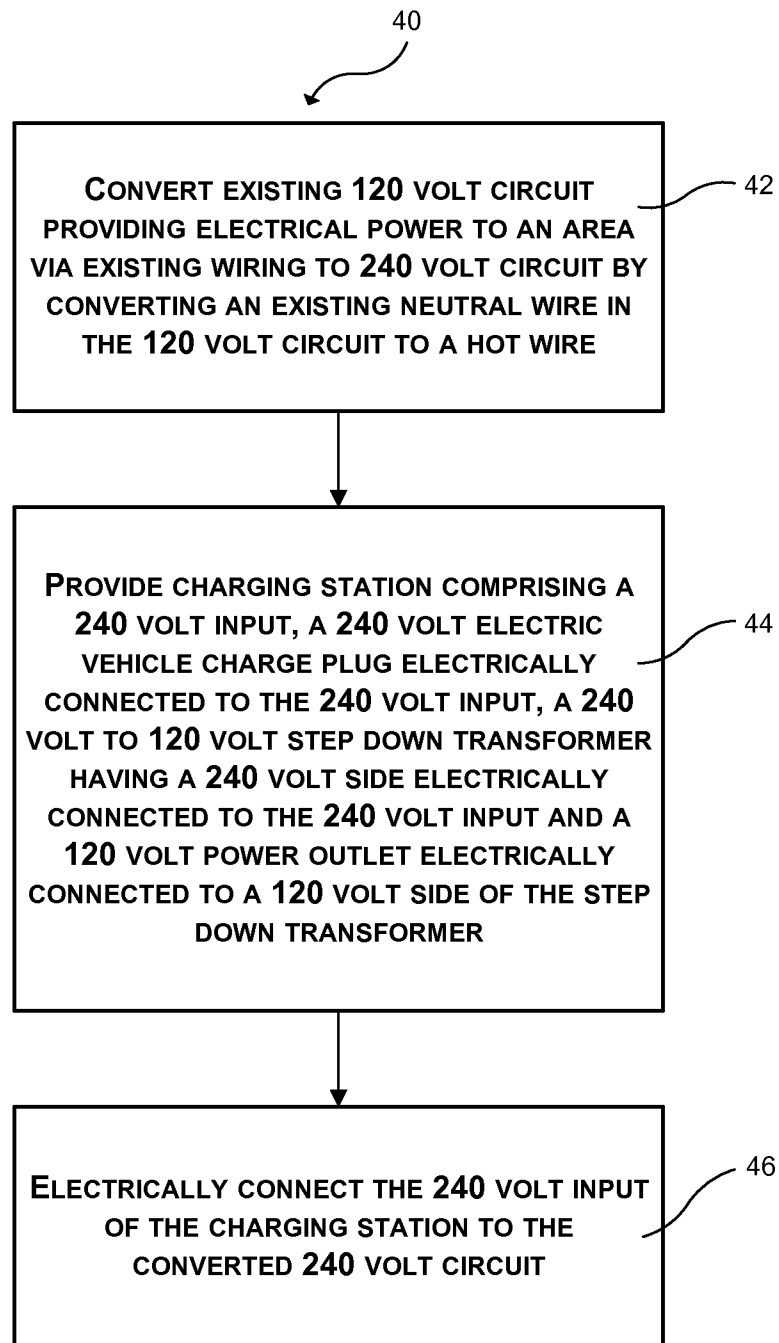 40
CONVERT EXISTING 120 VOLT CIRCUIT
PROVIDING ELECTRICAL POWER TO AN AREA
VIA EXISTING WIRING TO 240 VOLT CIRCUIT BY
CONVERTING AN EXISTING NEUTRAL WIRE IN
THE 120 VOLT CIRCUIT TO A HOT WIRE
42
PROVIDE CHARGING STATION COMPRISING A
240 VOLT INPUT, A 240 VOLT ELECTRIC
VEHICLE CHARGE PLUG ELECTRICALLY
CONNECTED TO THE 240 VOLT INPUT, A 240
VOLT TO 120 VOLT STEP DOWN TRANSFORMER
HAVING A 240 VOLT SIDE ELECTRICALLY
CONNECTED TO THE 240 VOLT INPUT AND A
120 VOLT POWER OUTLET ELECTRICALLY
CONNECTED TO A 120 VOLT SIDE OF THE STEP
DOWN TRANSFORMER
44
ELECTRICALLY CONNECT THE 240 VOLT INPUT
OF THE CHARGING STATION TO THE
CONVERTED 240 VOLT CIRCUIT
46